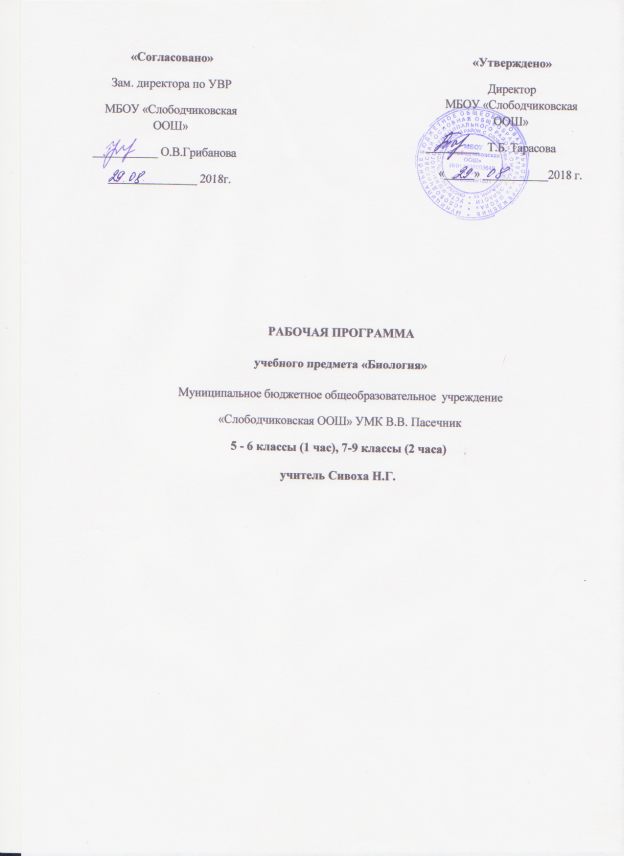 «Согласовано»
Зам. директора по УВР
МБОУ «Слободчиковская
ООШ»
О.В.Грибанова
29.08. 2018г.
«Утверждено»
Директор
МБОУ «Слободчиковская
ООШ»
Т.Б. Тарасова
«29» 08 2018 г.
МБОУ
ООШ»
РАБОЧАЯ ПРОГРАММА
учебного предмета «Биология»
Муниципальное бюджетное общеобразовательное учреждение
«Слободчиковская ООШ» УМК В.В. Пасечник
5 - 6 классы (1 час), 7-9 классы (2 часа)
учитель Сивоха Н.Г.